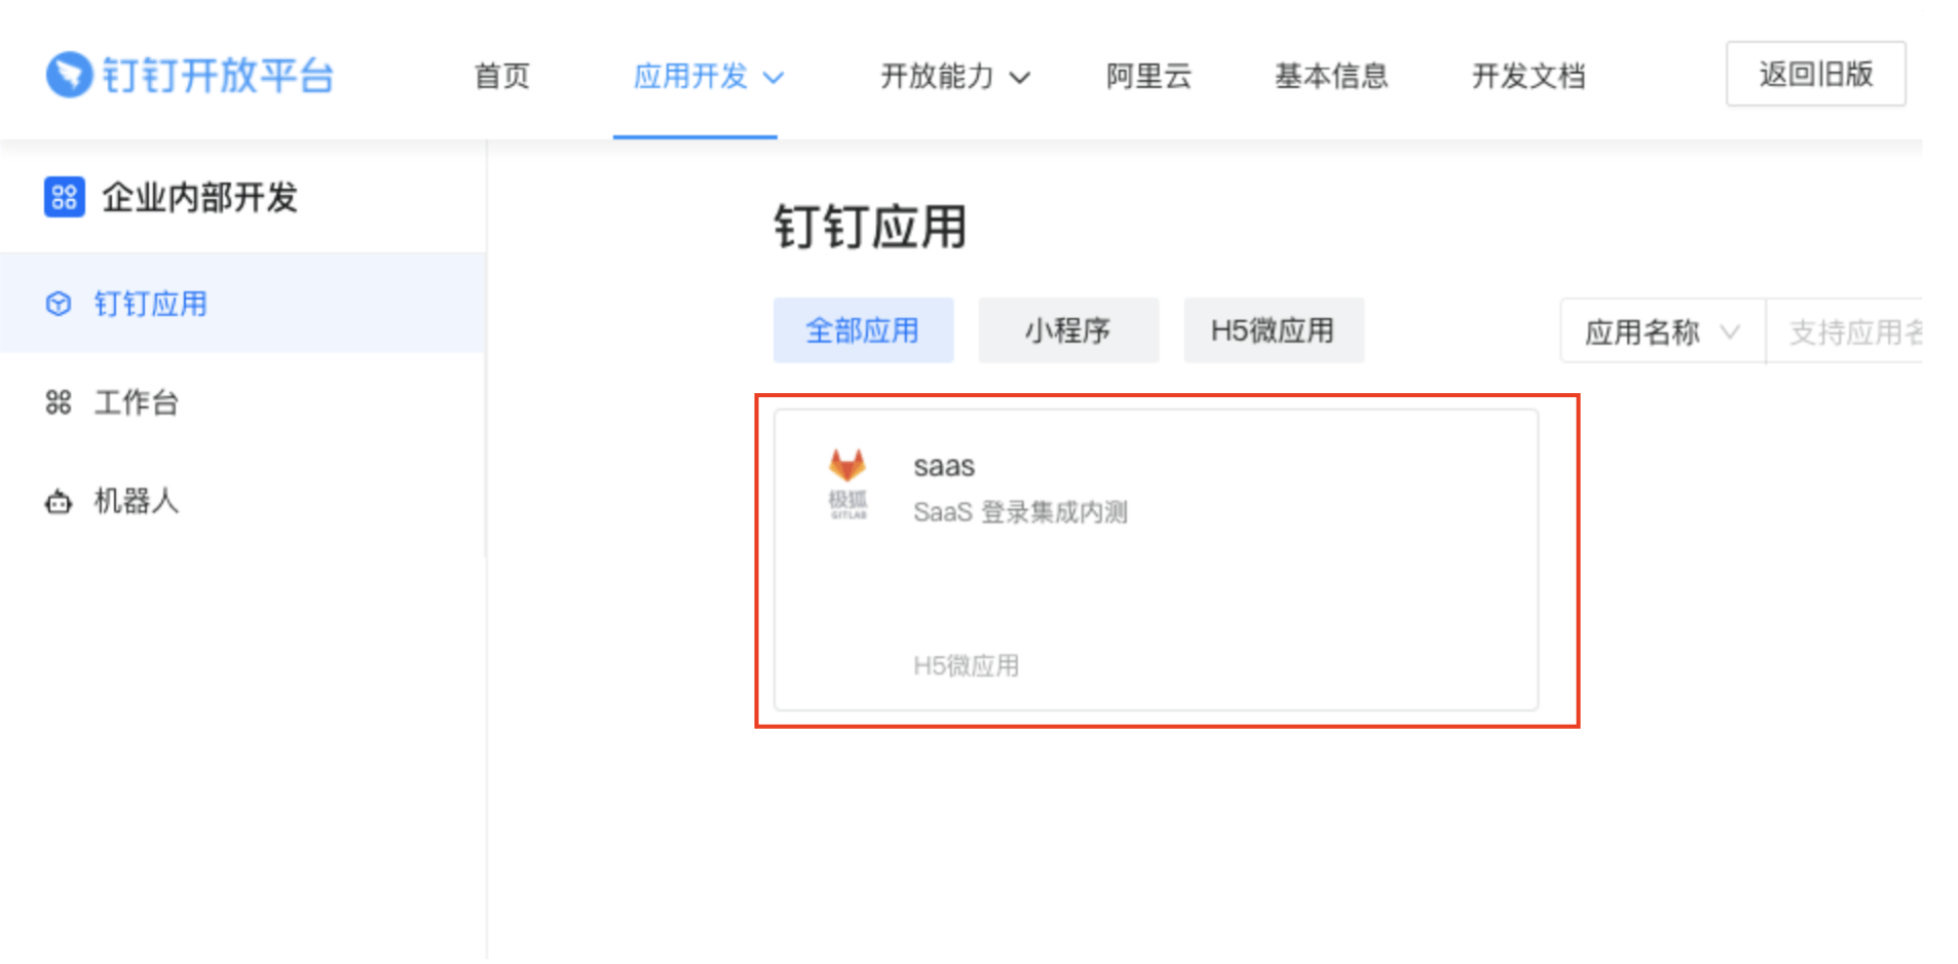 钉钉开放平台 首页 应用开发 开放能力 阿里云 基本信息 开发文档 返回旧版
企业内部开发
钉钉应用
工作台
机器人
钉钉应用
全部应用 小程序 H5微应用 应用名称 支持应用名
saas
SaaS 登录集成内测
极狐
GITLAB
H5微应用